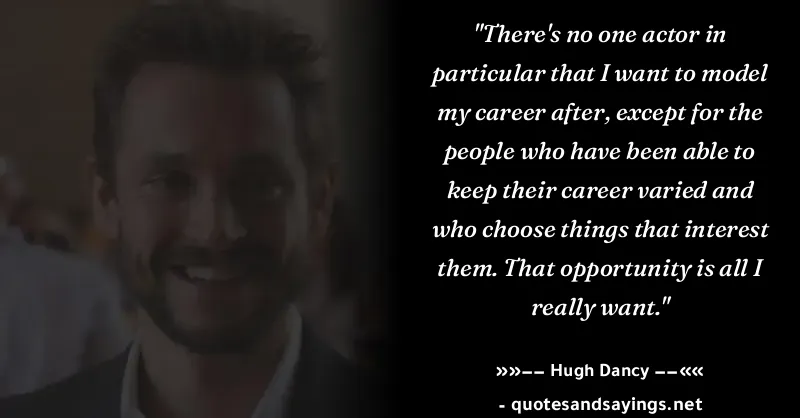 "There's no one actor in
particular that I want to model
my career after, except for the
people who have been able to
keep their career varied and
who choose things that interest
them. That opportunity is all I
really want."
»»−− Hugh Dancy −−««
- quotesandsayings.net